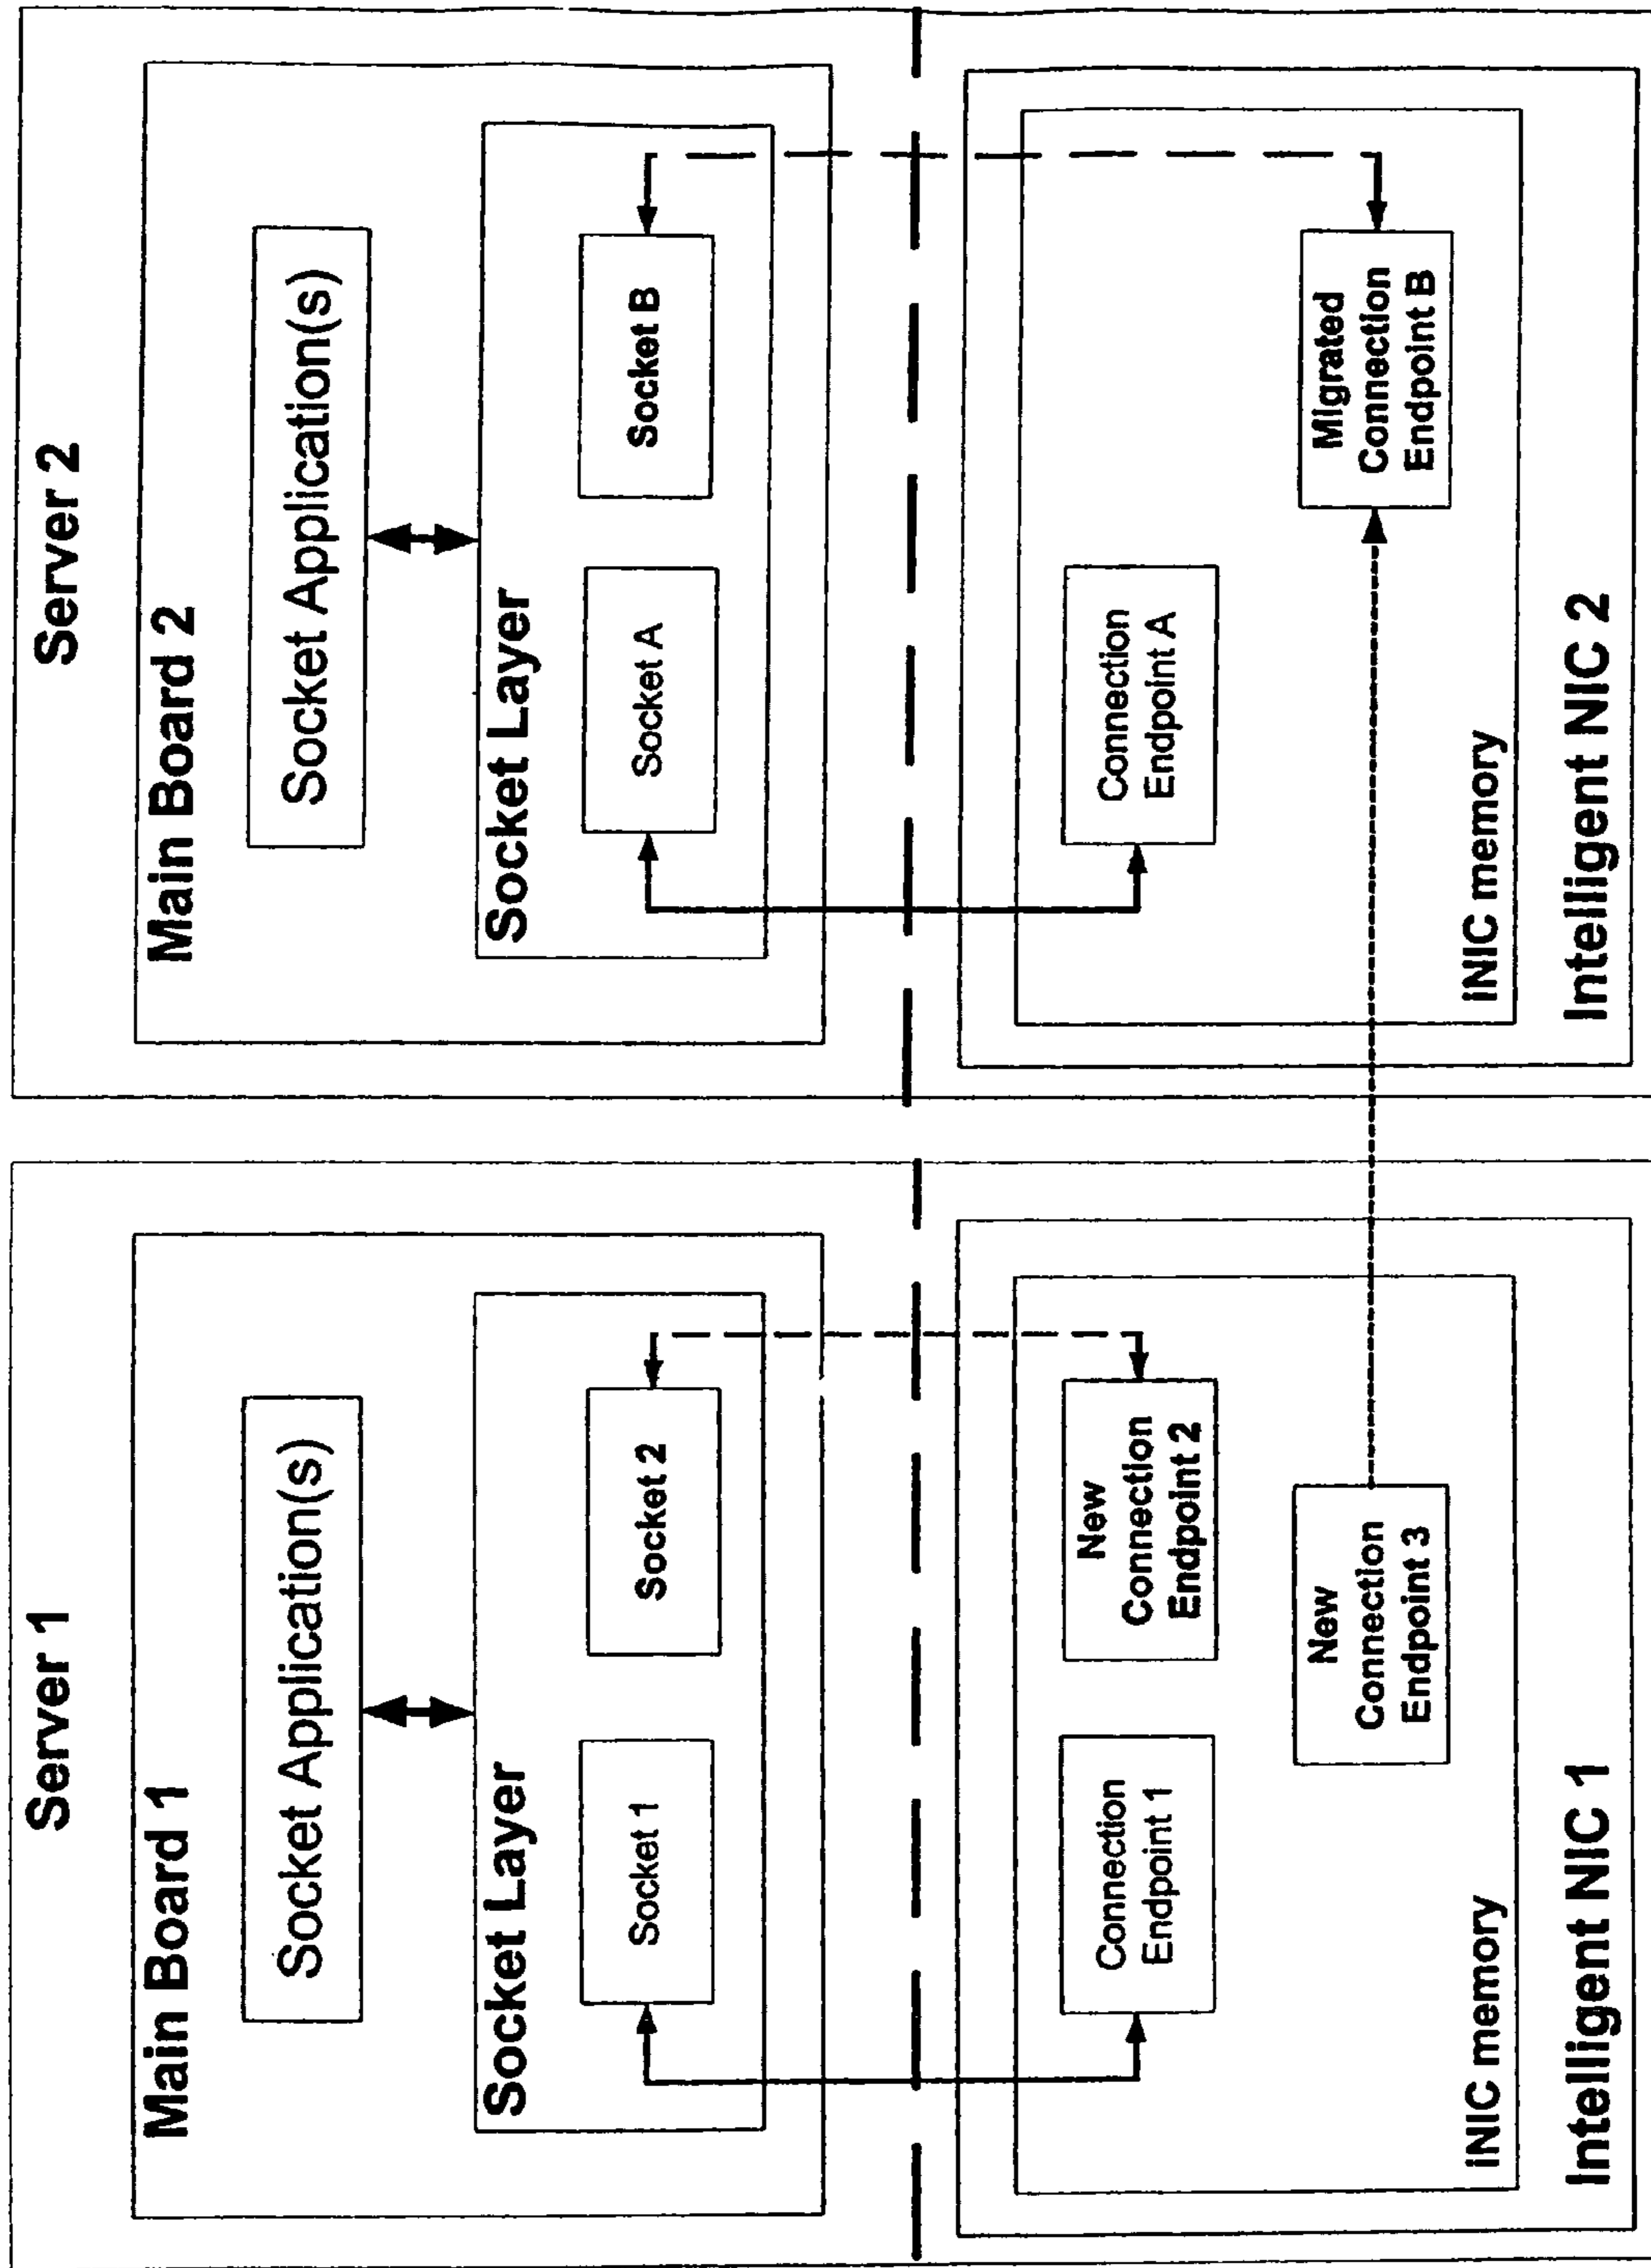 Server 1
Main Board 1
Socket Application(s)
Socket Layer
Socket 1
Socket 2
Connection
Endpoint 1
New
Connection
Endpoint 2
New
Connection
Endpoint 3
iNIC memory
Intelligent NIC 1
Server 2
Main Board 2
Socket Application(s)
Socket Layer
Socket A
Socket B
Connection
Endpoint A
Migrated
Connection
Endpoint B
iNIC memory
Intelligent NIC 2